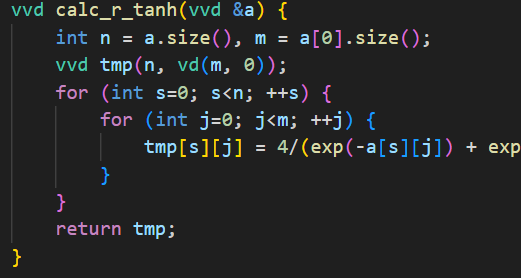 vvd calc_r_tanh(vvd &a) {
    int n = a.size(), m = a[0].size();
    vvd tmp(n, vd(m, 0));
    for (int s=0; s<n; ++s) {
        for (int j=0; j<m; ++j) {
            tmp[s][j] = 4/(exp(-a[s][j]) + exp
        }
    }
    return tmp;
}